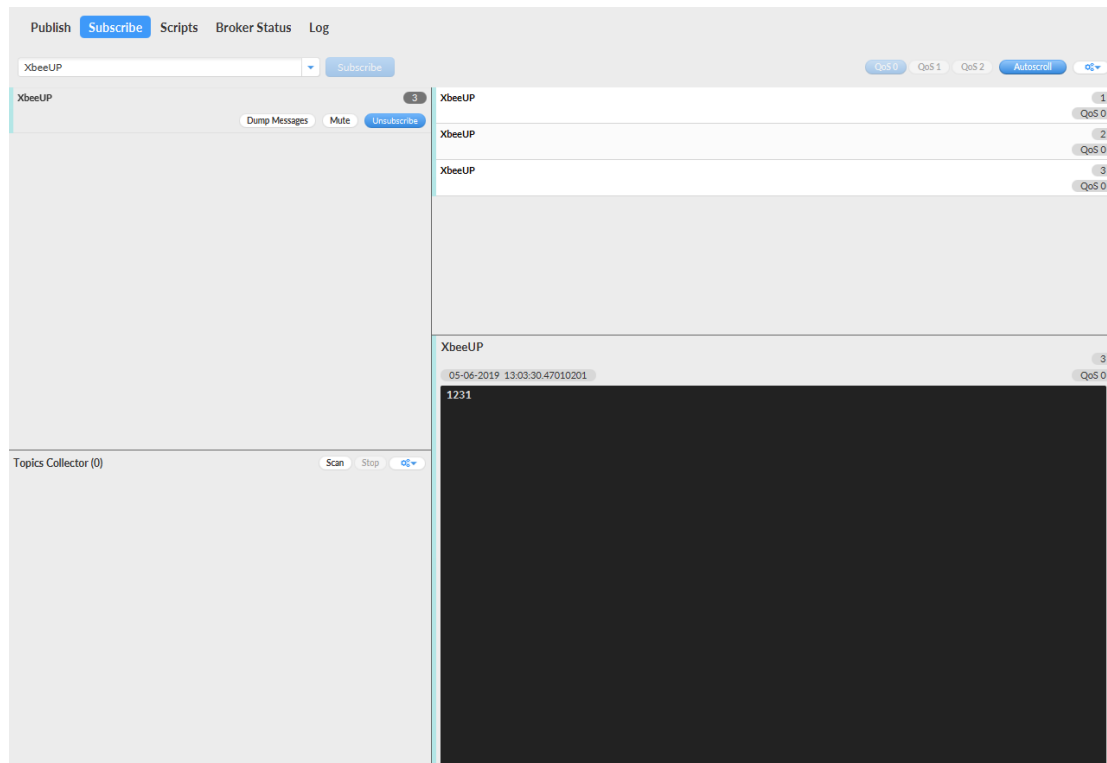 Publish Subscribe Scripts Broker Status Log
XbeeUP Subscribe QoS 0 QoS 1 QoS 2 Autoscroll
XbeeUP 3
Dump Messages Mute Unsubscribe
XbeeUP 1
QoS 0
XbeeUP 2
QoS 0
XbeeUP 3
QoS 0
XbeeUP
3
05-06-2019 13:03:30.47010201 QoS 0
1231
Topics Collector (0) Scan Stop